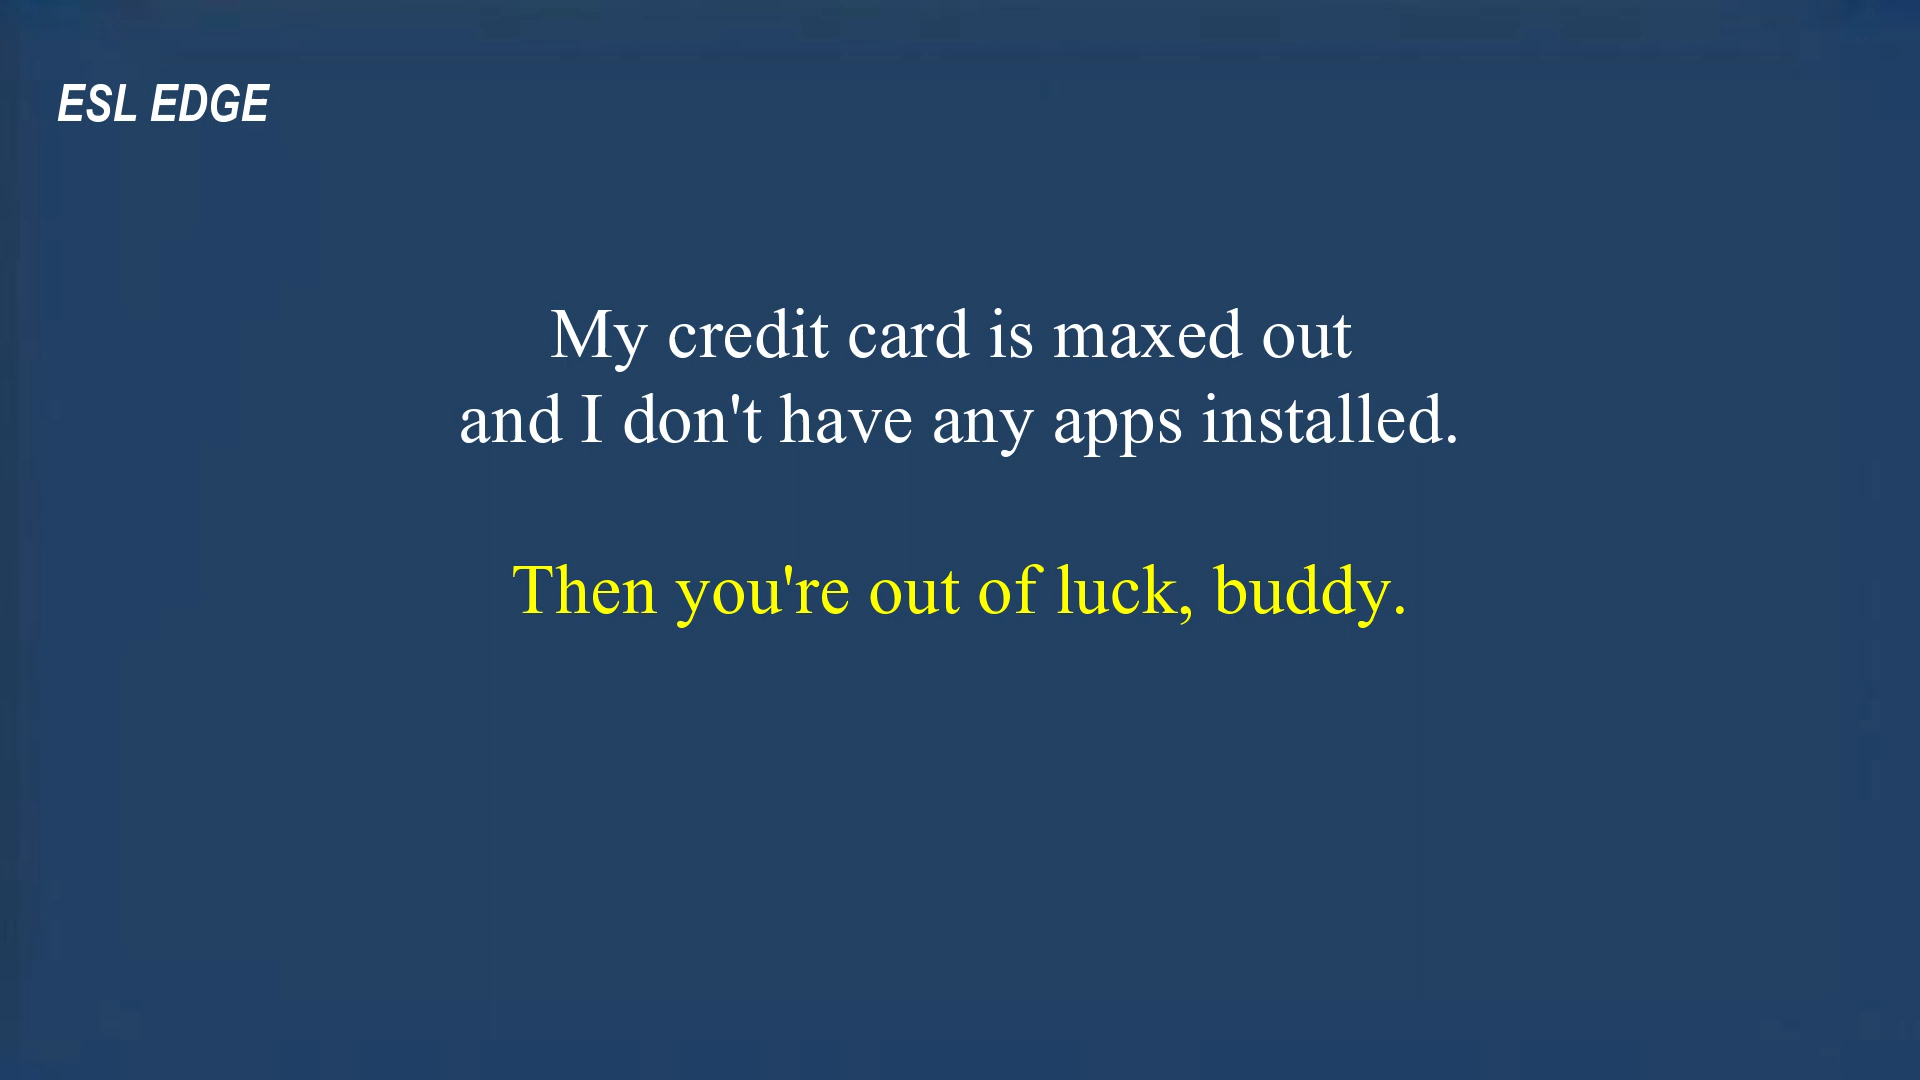 ESL EDGE
My credit card is maxed out
and I don't have any apps installed.
Then you're out of luck, buddy.